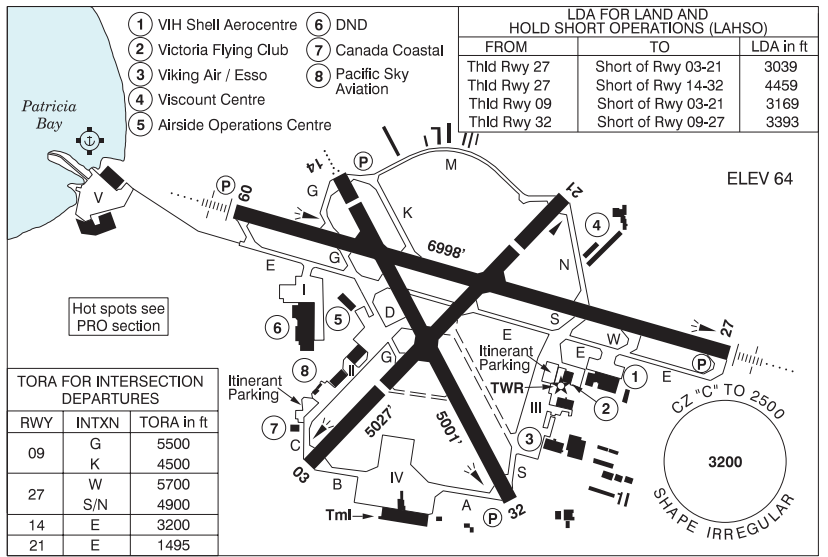 1 VIH Shell Aerocentre
2 Victoria Flying Club
3 Viking Air / Esso
4 Viscount Centre
5 Airside Operations Centre
6 DND
7 Canada Coastal
8 Pacific Sky
Aviation
LDA FOR LAND AND
HOLD SHORT OPERATIONS (LAHSO)
FROM TO LDA in ft
Thld Rwy 27 Short of Rwy 03-21 3039
Thld Rwy 27 Short of Rwy 14-32 4459
Thld Rwy 09 Short of Rwy 03-21 3169
Thld Rwy 32 Short of Rwy 09-27 3393
Patricia
Bay
ELEV 64
V
P
09
14
P
M
21
G
K
4
6998'
N
E
G
I
Hot spots see
PRO section
6
5
D
S
E
W
27
P
E
E
Itinerant
Parking
G
II
8
Itinerant
Parking
TWR
1
2
III
7
C
5027'
5001'
3
03
B
IV
A
S
Tml
P
32
CZ "C" TO 2500
3200
SHAPE IRREGULAR
TORA FOR INTERSECTION
DEPARTURES
RWY INTXN TORA in ft
09 G 5500
K 4500
27 W 5700
S/N 4900
14 E 3200
21 E 1495